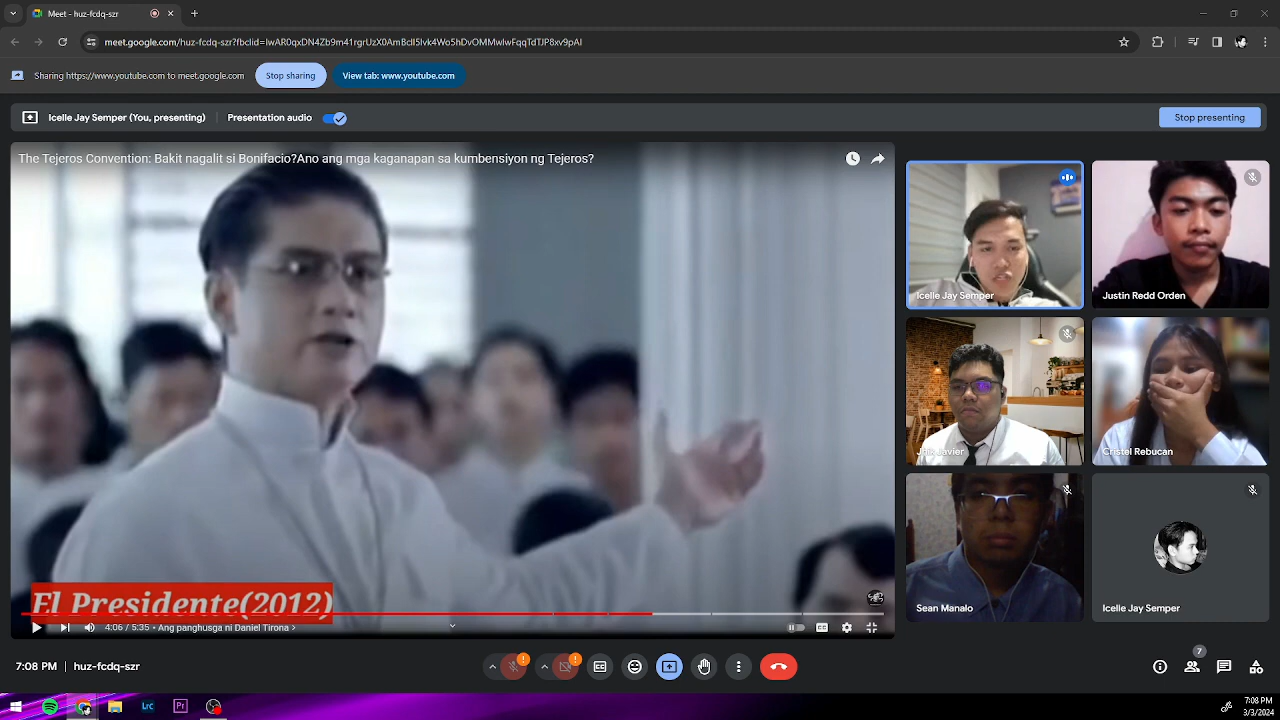 Meet - huz-fcdq-szr
meet.google.com/huz-fcdq-szr?fbclid=IwAR0qxDN4Zb9m41rgrUzX0AmBcIl5Ivk4Wo5hDvOMMwIwFqqTdTJP8xv9pAI
Sharing https://www.youtube.com to meet.google.com
Stop sharing
View tab: www.youtube.com
Icelle Jay Semper (You, presenting)
Presentation audio
Stop presenting
The Tejeros Convention: Bakit nagalit si Bonifacio?Ano ang mga kaganapan sa kumbensiyon ng Tejeros?
Icelle Jay Semper
Justin Redd Orden
Javier
Cristel Rebucan
Sean Manalo
Icelle Jay Semper
El Presidente(2012)
4:06 / 5:35 • Ang panghusga ni Daniel Tirona >
7:08 PM | huz-fcdq-szr
7
Lrc
Pr
7:08 PM
3/3/2024